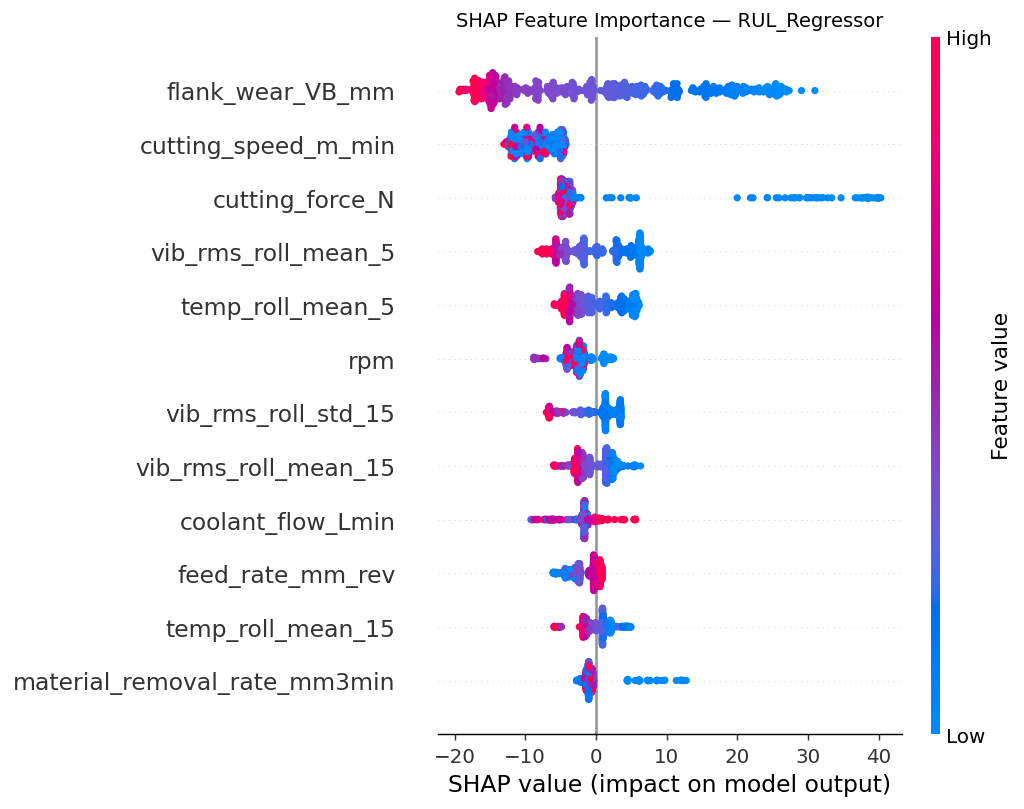 SHAP Feature Importance — RUL_Regressor
High
flank_wear_VB_mm
cutting_speed_m_min
cutting_force_N
vib_rms_roll_mean_5
temp_roll_mean_5
rpm
vib_rms_roll_std_15
vib_rms_roll_mean_15
coolant_flow_Lmin
feed_rate_mm_rev
temp_roll_mean_15
material_removal_rate_mm3min
Feature value
Low
−20 −10 0 10 20 30 40
SHAP value (impact on model output)